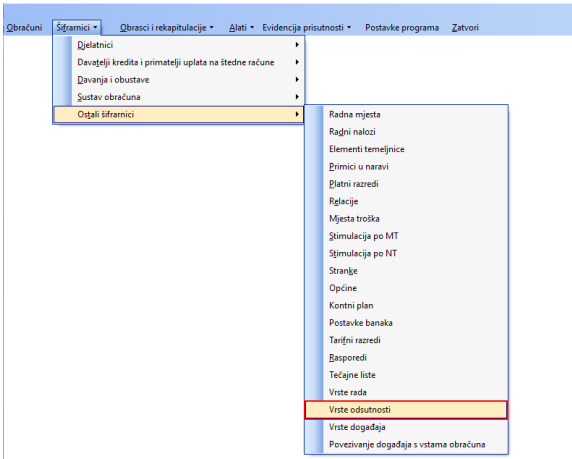 Obračuni Šifrarnici Obrasci i rekapitulacije Alati Evidencija prisutnosti Postavke programa Zatvori
Djelatnici
Davatelji kredita i primatelji uplata na štedne račune
Davanja i obustave
Sustav obračuna
Ostali šifrarnici
Radna mjesta
Radni nalozi
Elementi temeljnice
Primici u naravi
Platni razredi
Relacije
Mjesta troška
Stimulacija po MT
Stimulacija po NT
Stranke
Općine
Kontni plan
Postavke banaka
Tarifni razredi
Rasporedi
Tečajne liste
Vrste rada
Vrste odsutnosti
Vrste događaja
Povezivanje događaja s vstama obračuna